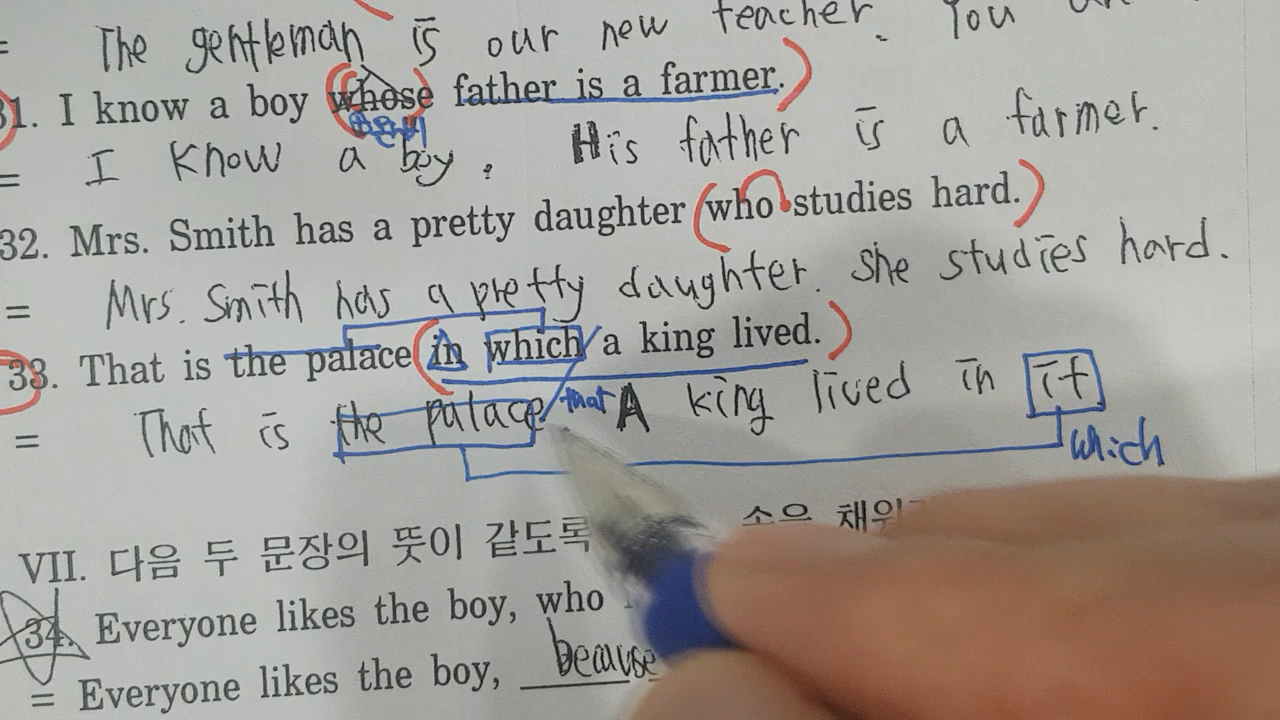 = The gentleman is our new teacher. You
31. I know a boy whose father is a farmer.
= I know a boy. His father is a farmer.
32. Mrs. Smith has a pretty daughter who studies hard.
= Mrs. Smith has a pretty daughter. She studies hard.
33. That is the palace in which a king lived.
= That is the palace that A king lived in it
which
VII. 다음 두 문장의 뜻이 같도록
34. Everyone likes the boy, who
= Everyone likes the boy, because